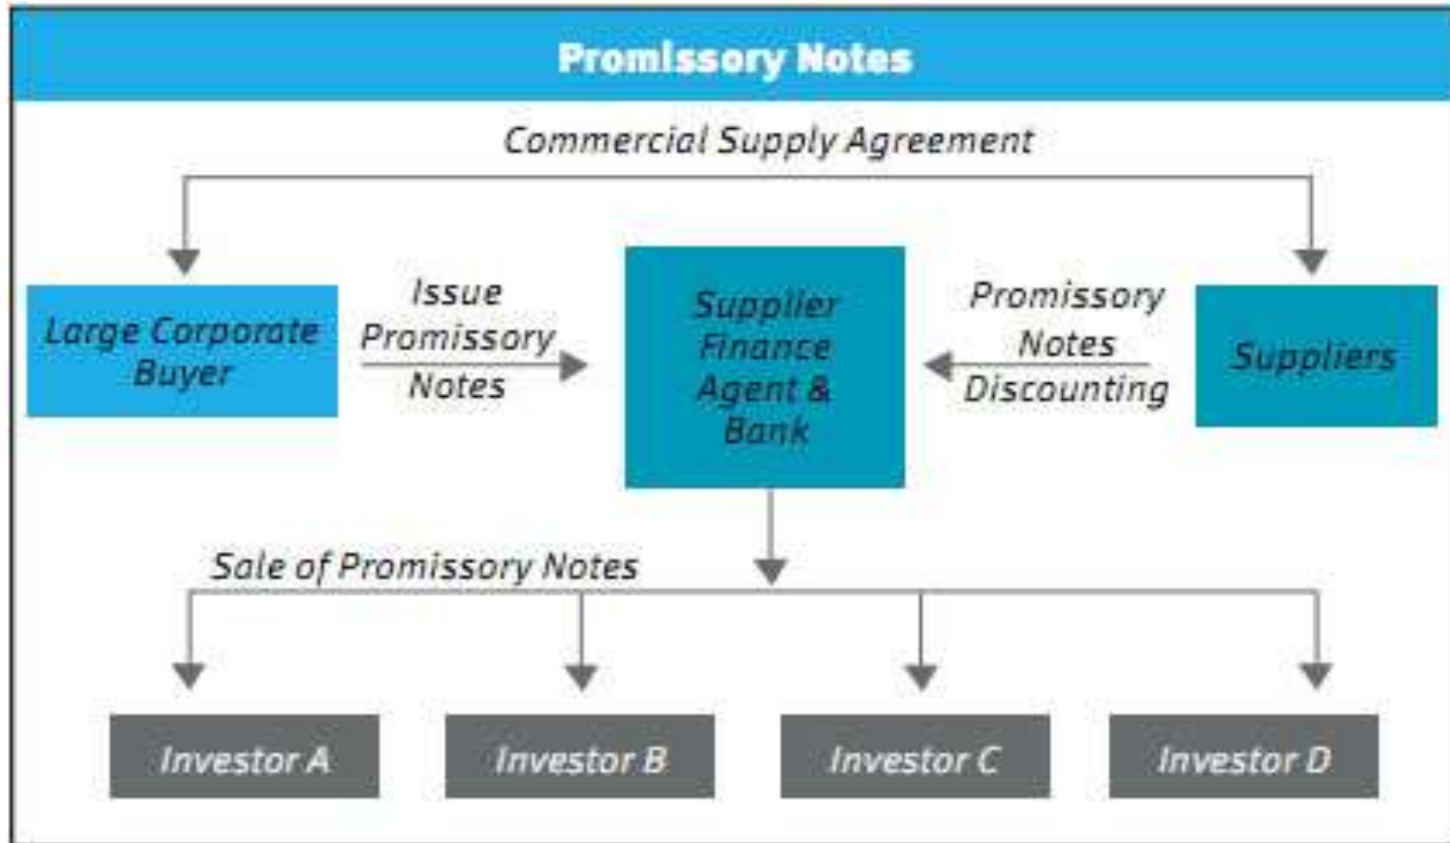 Promissory Notes
Commercial Supply Agreement
Large Corporate
Buyer
Issue
Promissory
Notes
Supplier
Finance
Agent &
Bank
Promissory
Notes
Discounting
Suppliers
Sale of Promissory Notes
Investor A
Investor B
Investor C
Investor D